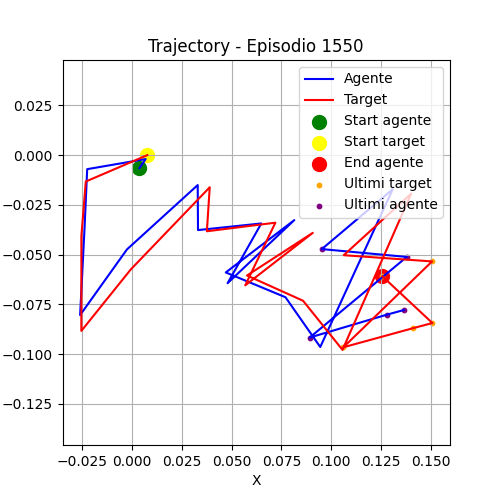 Trajectory - Episodio 1550
Agente
Target
Start agente
Start target
End agente
Ultimi target
Ultimi agente
0.025
0.000
−0.025
−0.050
−0.075
−0.100
−0.125
−0.025 0.000 0.025 0.050 0.075 0.100 0.125 0.150
X